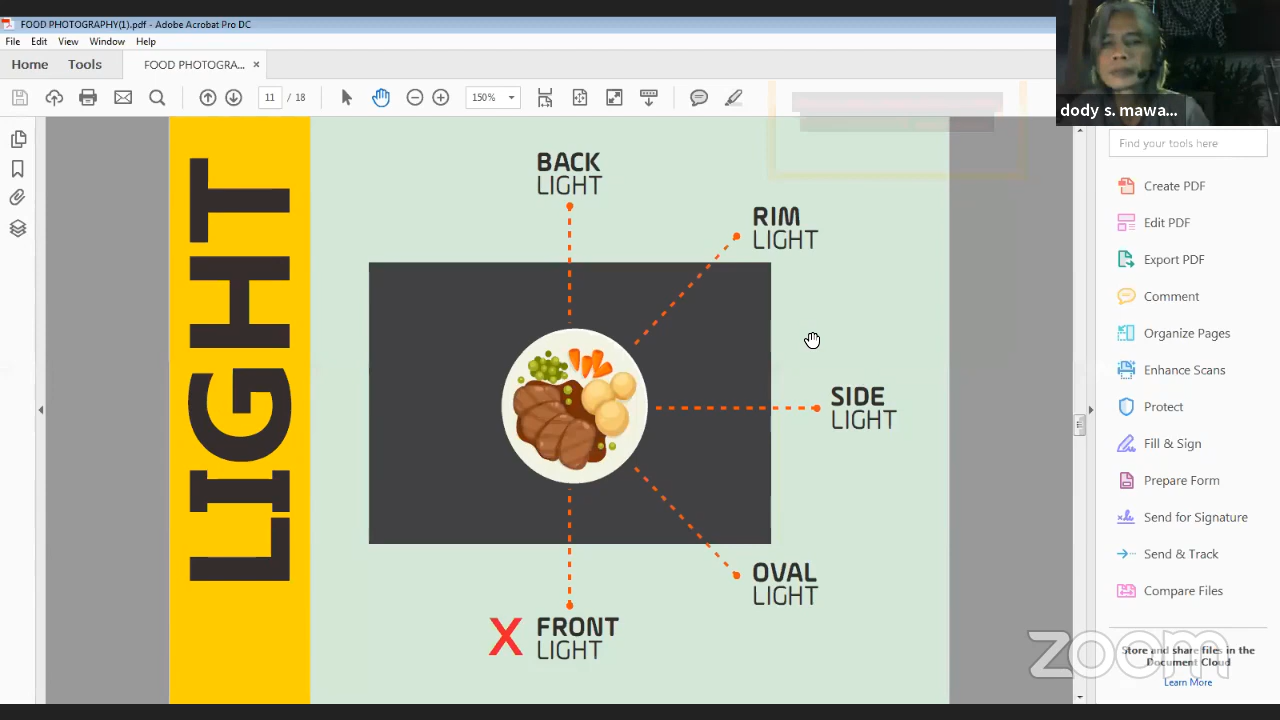 FOOD PHOTOGRAPHY(1).pdf - Adobe Acrobat Pro DC
File Edit View Window Help
Home Tools FOOD PHOTOGRA... ×
11 / 18 150%
dody s. mawa...
LIGHT
BACK
LIGHT
RIM
LIGHT
SIDE
LIGHT
OVAL
LIGHT
X FRONT
LIGHT
Find your tools here
Create PDF
Edit PDF
Export PDF
Comment
Organize Pages
Enhance Scans
Protect
Fill & Sign
Prepare Form
Send for Signature
Send & Track
Compare Files
Store and share files in the
Document Cloud
Learn More
zoom